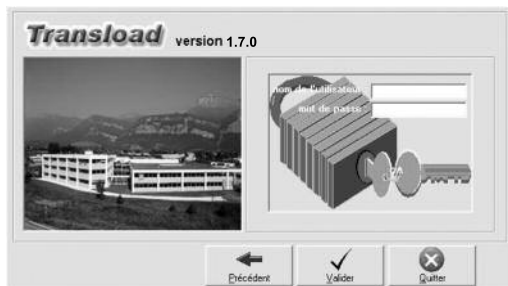 Transload version 1.7.0
nom de l'utilisateur
mot de passe
Précédent
Valider
Quitter